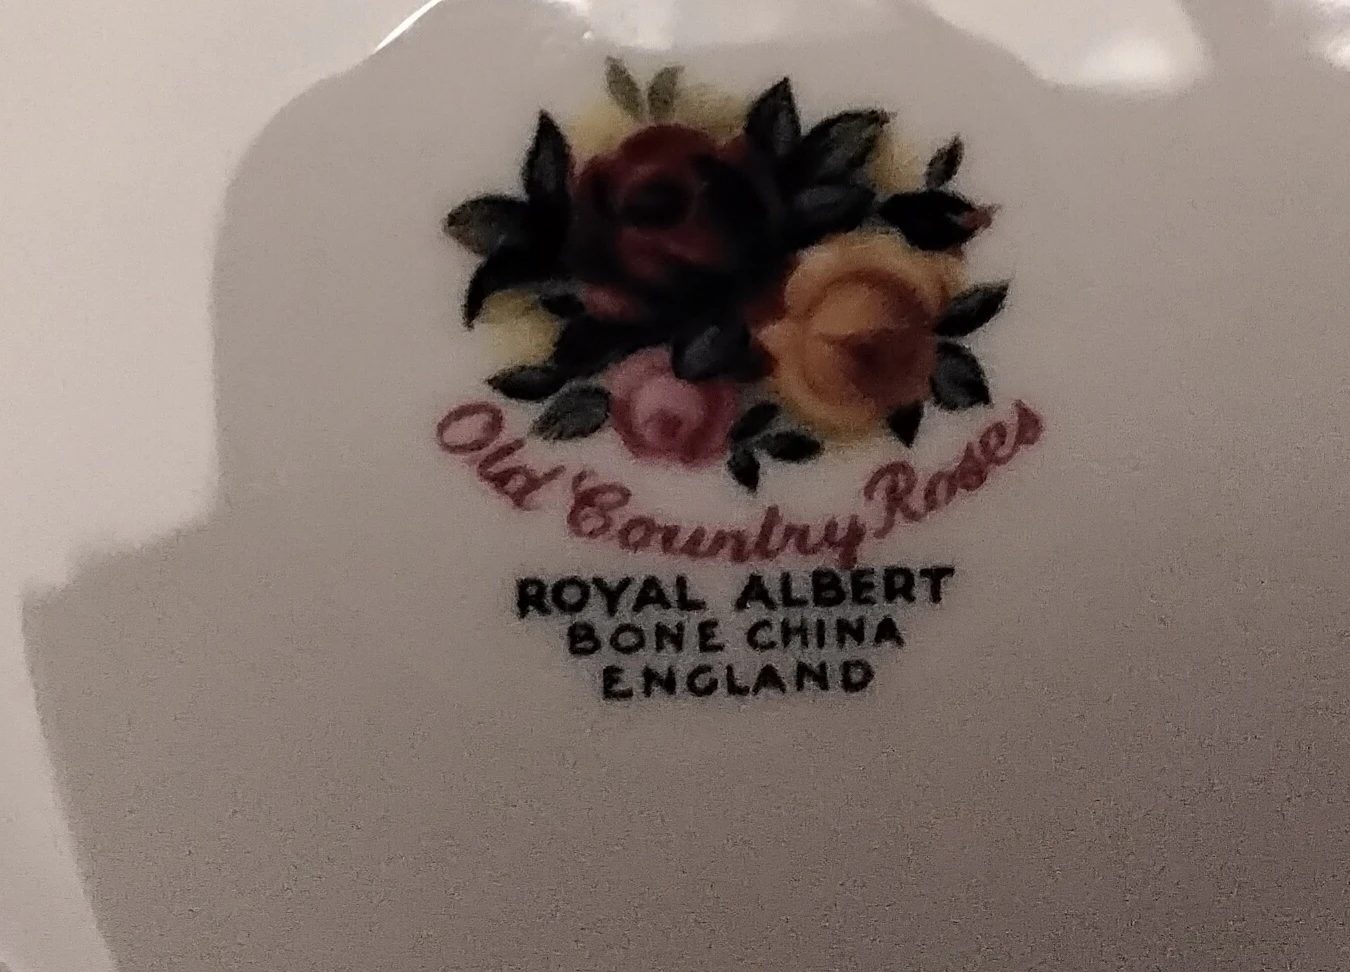 Old Country Roses
ROYAL ALBERT
BONE CHINA
ENGLAND